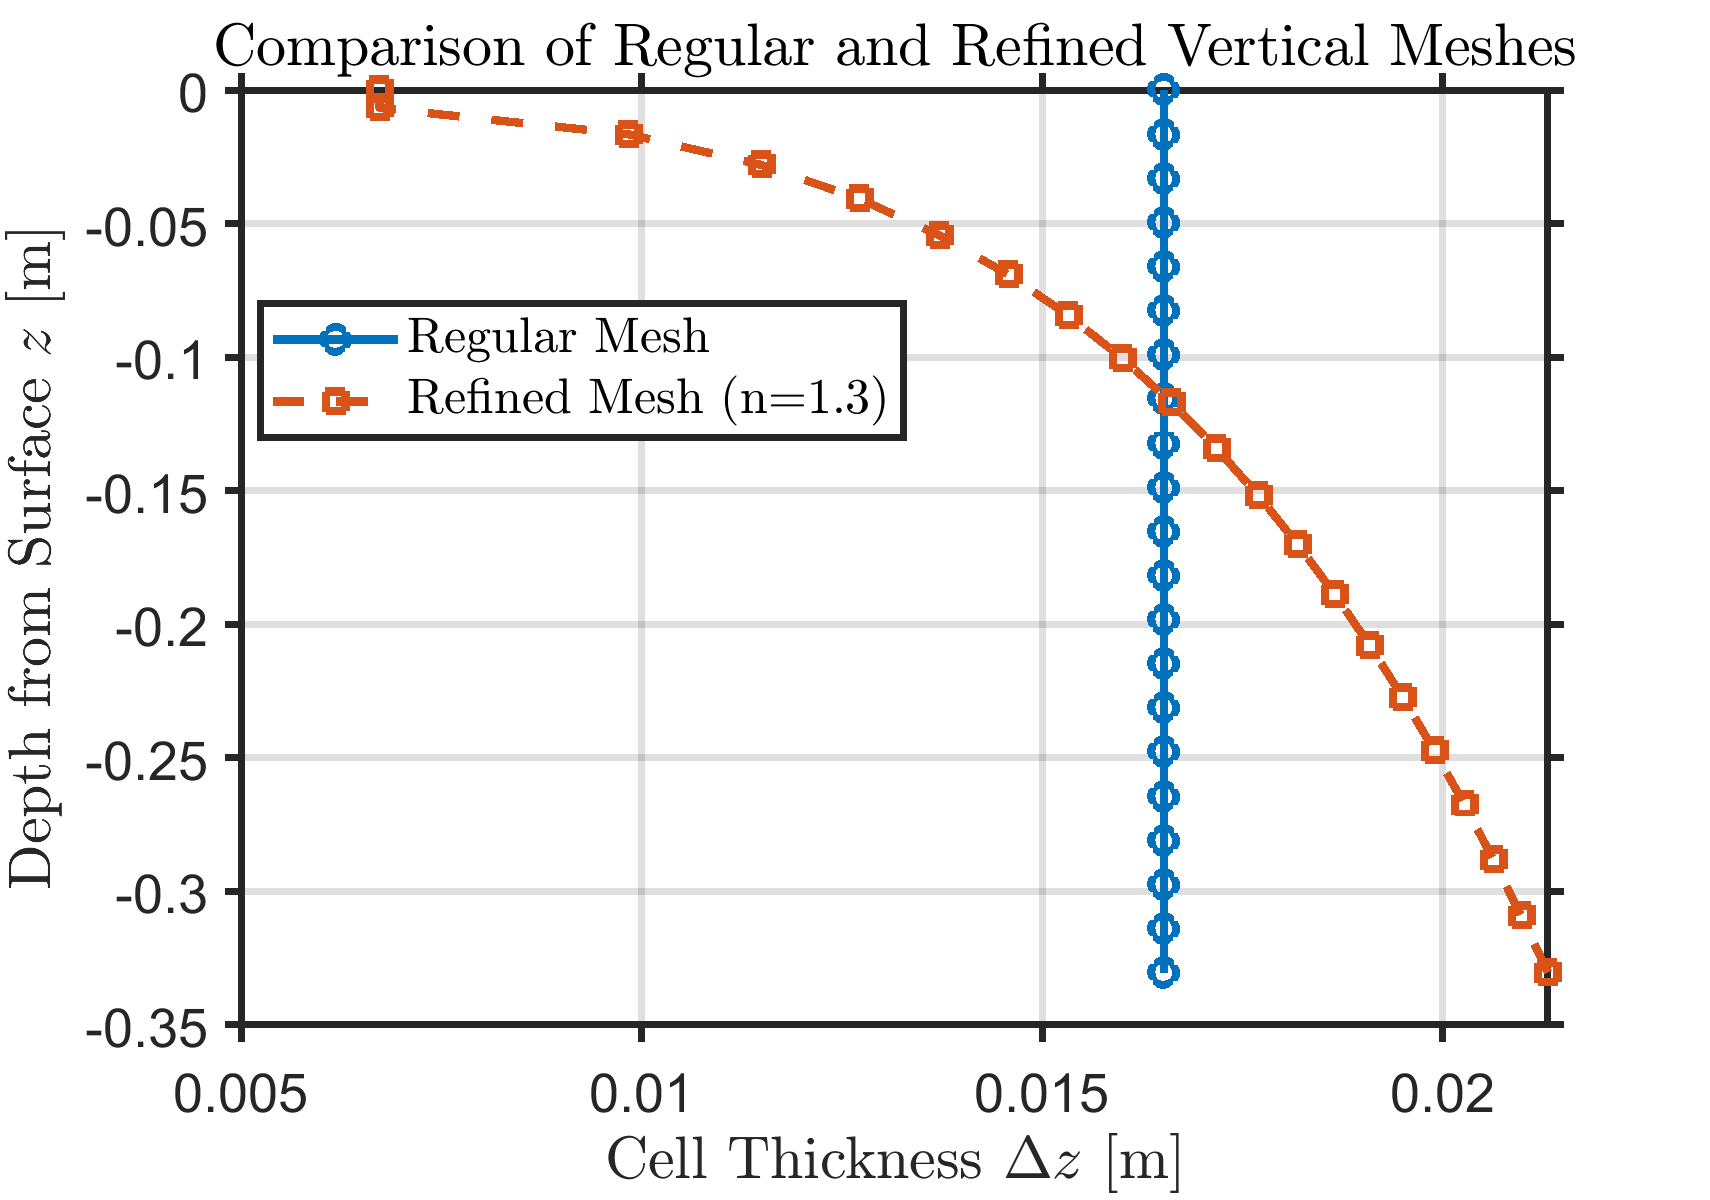 Comparison of Regular and Refined Vertical Meshes
0
-0.05
-0.1
-0.15
-0.2
-0.25
-0.3
-0.35
Depth from Surface z [m]
Regular Mesh
Refined Mesh (n=1.3)
0.005 0.01 0.015 0.02
Cell Thickness Δz [m]